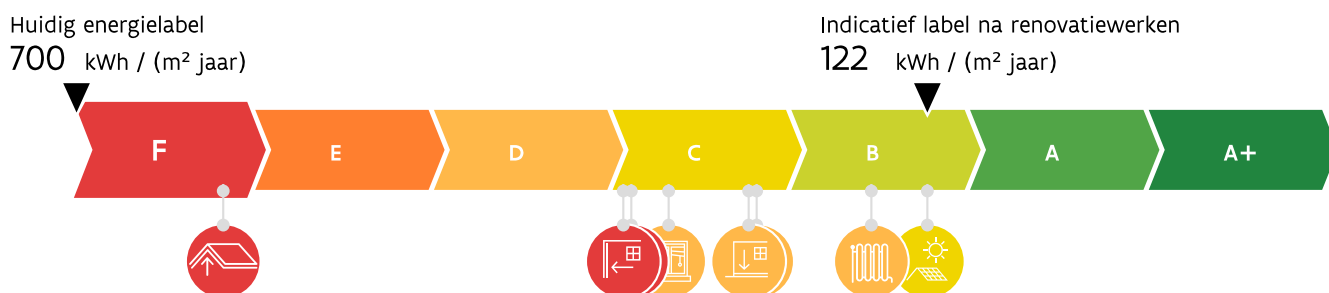 Huidig energielabel
700 kWh / (m² jaar)
Indicatief label na renovatiewerken
122 kWh / (m² jaar)
F E D C B A A+